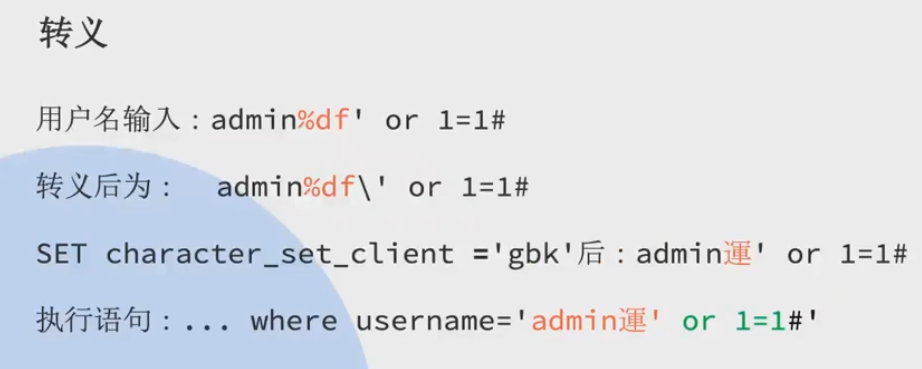 转义
用户名输入：admin%df' or 1=1#
转义后为： admin%df\' or 1=1#
SET character_set_client ='gbk'后：admin運' or 1=1#
执行语句：... where username='admin運' or 1=1#'